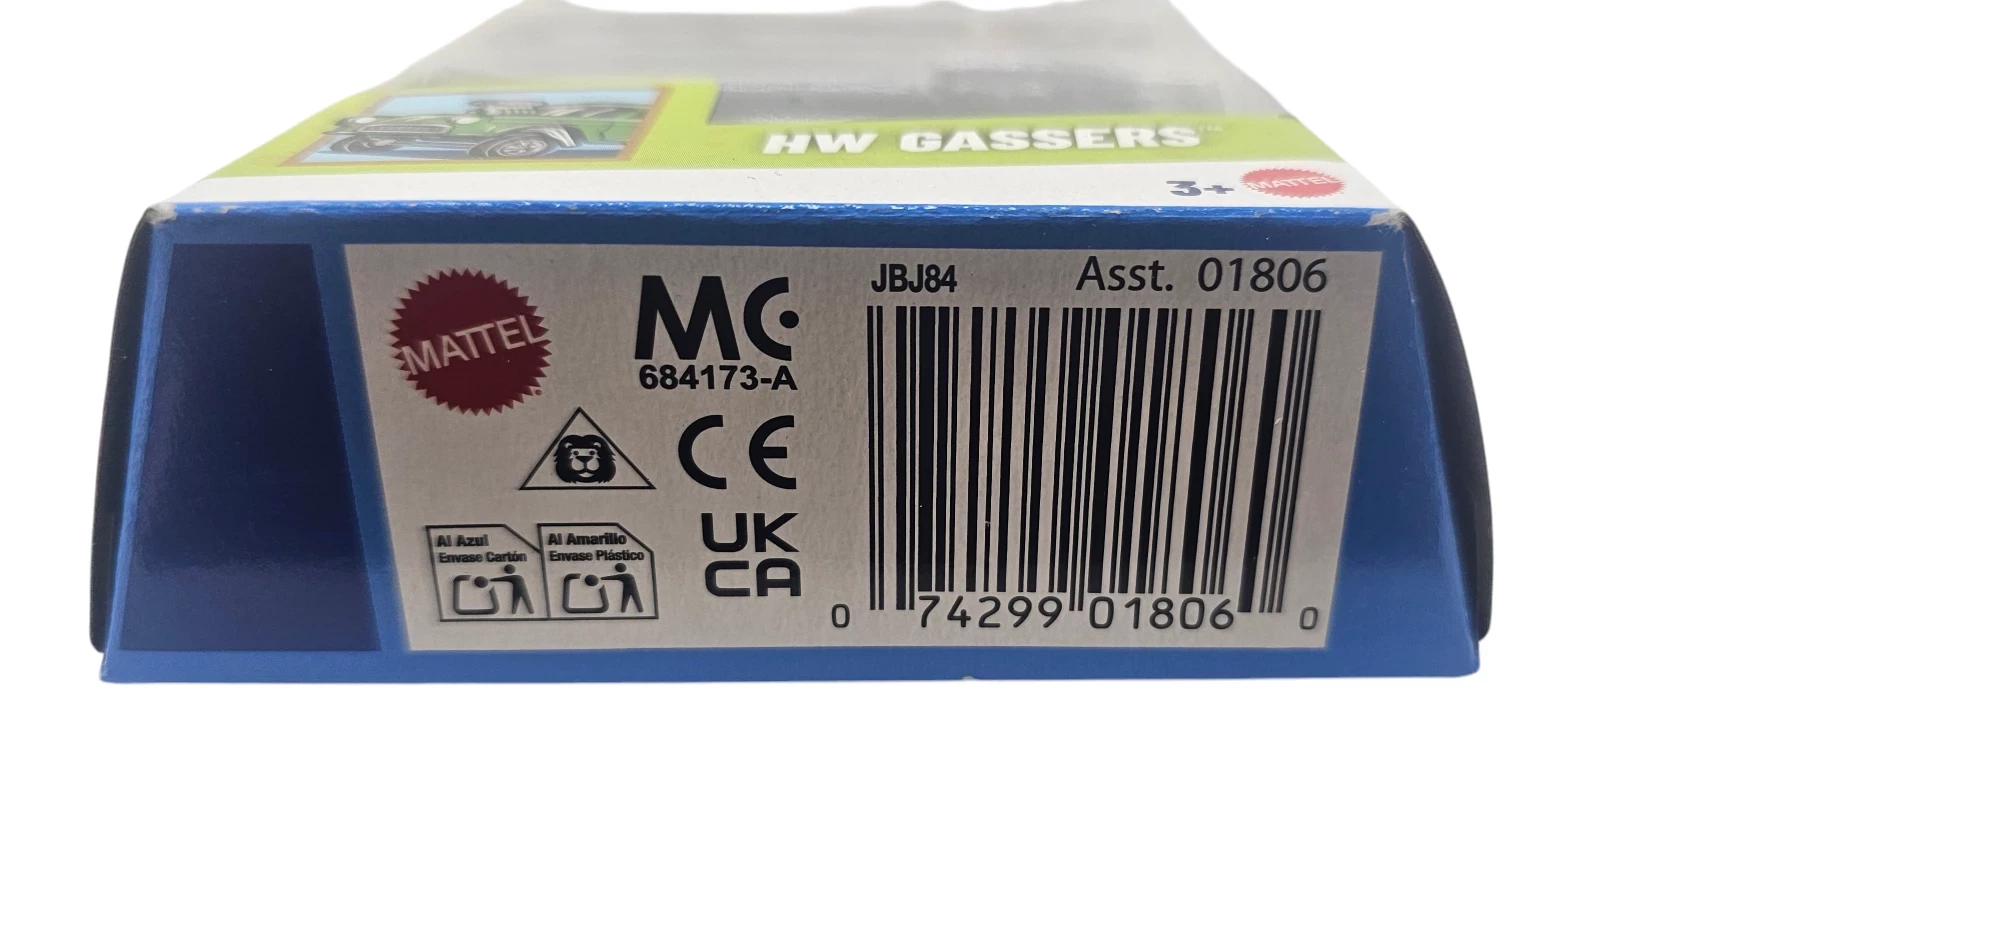 HW GASSERS™
3+ MATTEL
MATTEL
MC
684173-A
CE
UK
CA
Al Azul
Envase Cartón
Al Amarillo
Envase Plástico
JBJ84 Asst. 01806
0 74299 01806 0